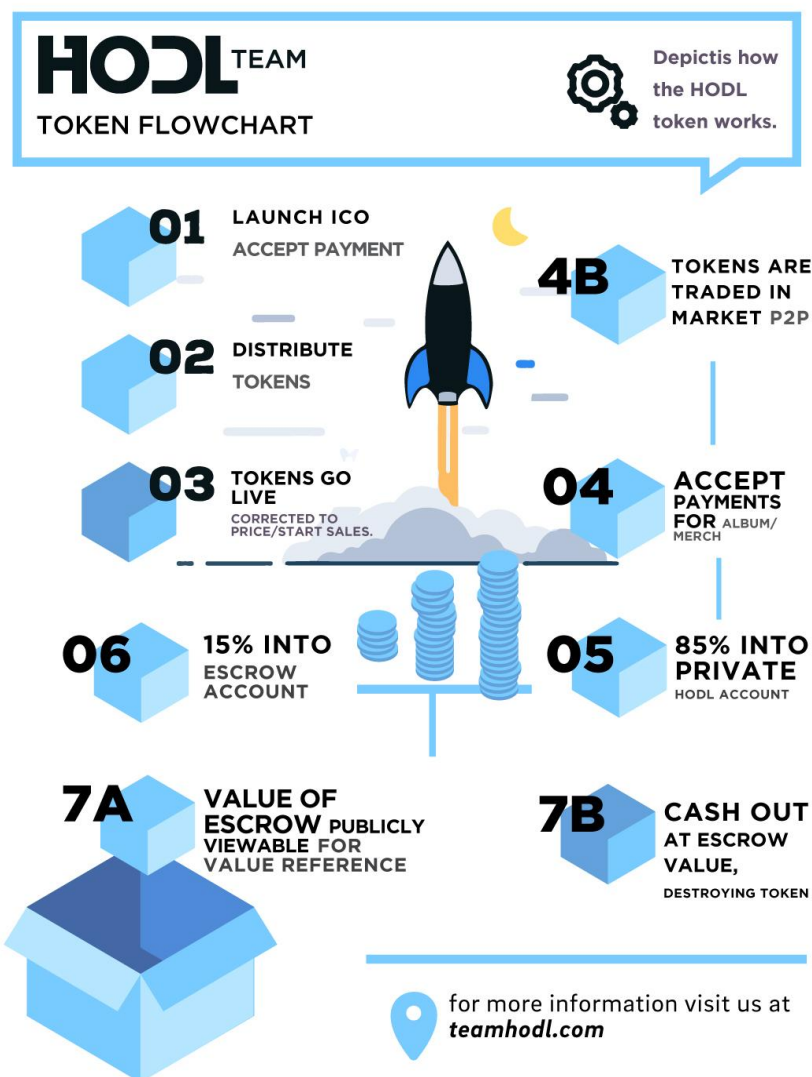 HODL TEAM
TOKEN FLOWCHART
Depictis how
the HODL
token works.
01
LAUNCH ICO
ACCEPT PAYMENT
02
DISTRIBUTE
TOKENS
03
TOKENS GO
LIVE
CORRECTED TO
PRICE/START SALES.
4B
TOKENS ARE
TRADED IN
MARKET P2P
04
ACCEPT
PAYMENTS
FOR ALBUM/
MERCH
05
85% INTO
PRIVATE
HODL ACCOUNT
06
15% INTO
ESCROW
ACCOUNT
7A
VALUE OF
ESCROW PUBLICLY
VIEWABLE FOR
VALUE REFERENCE
7B
CASH OUT
AT ESCROW
VALUE,
DESTROYING TOKEN
for more information visit us at
teamhodl.com